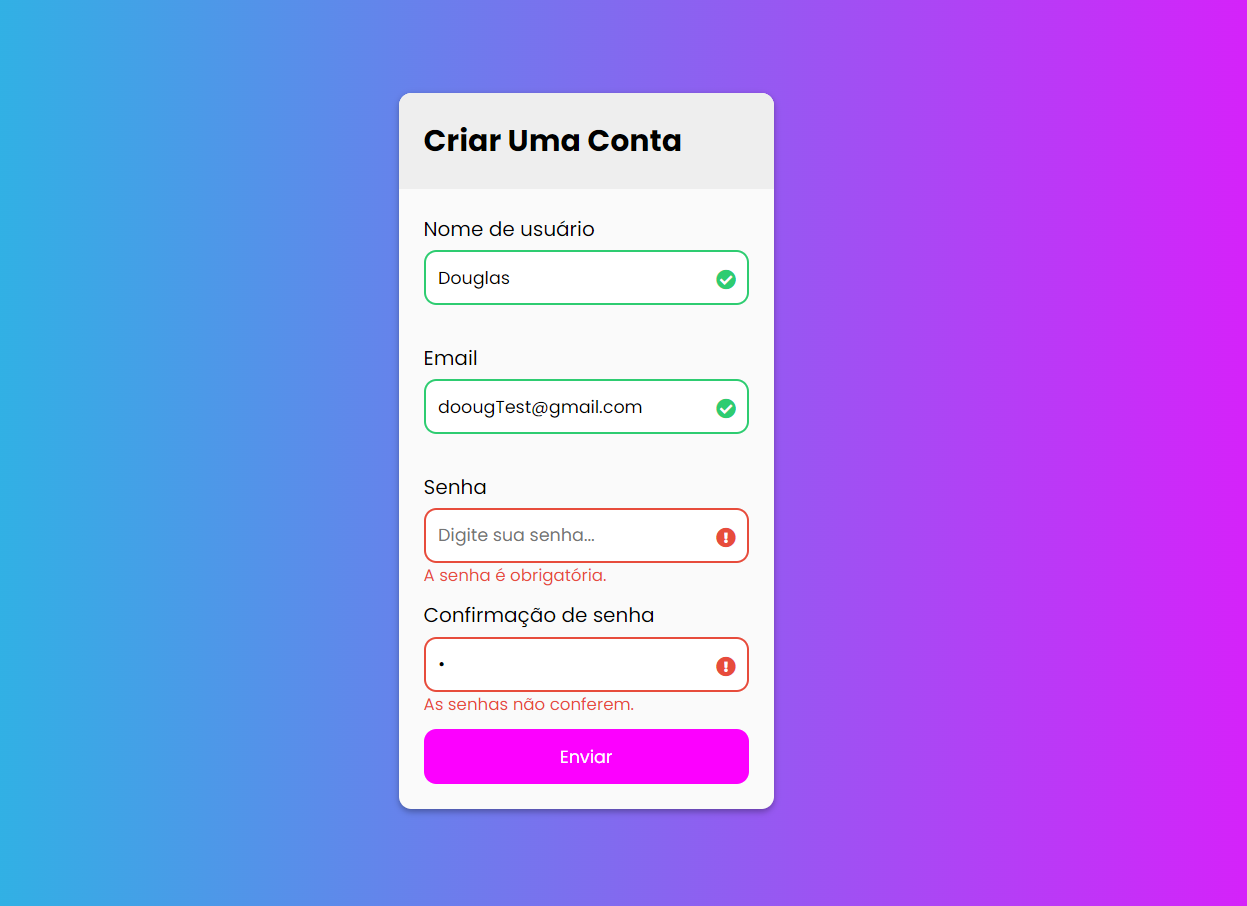 Criar Uma Conta
Nome de usuário
Douglas
Email
doougTest@gmail.com
Senha
Digite sua senha...
A senha é obrigatória.
Confirmação de senha
•
As senhas não conferem.
Enviar